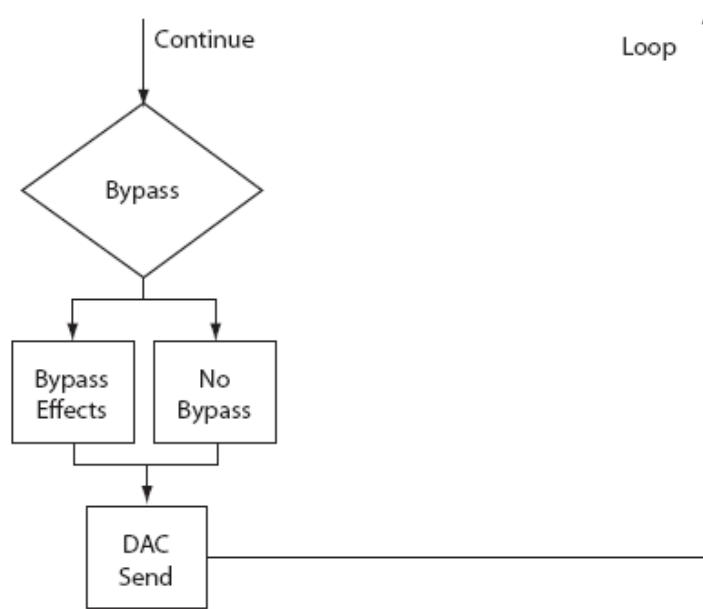 Continue
Loop
Bypass
Bypass
Effects
No
Bypass
DAC
Send